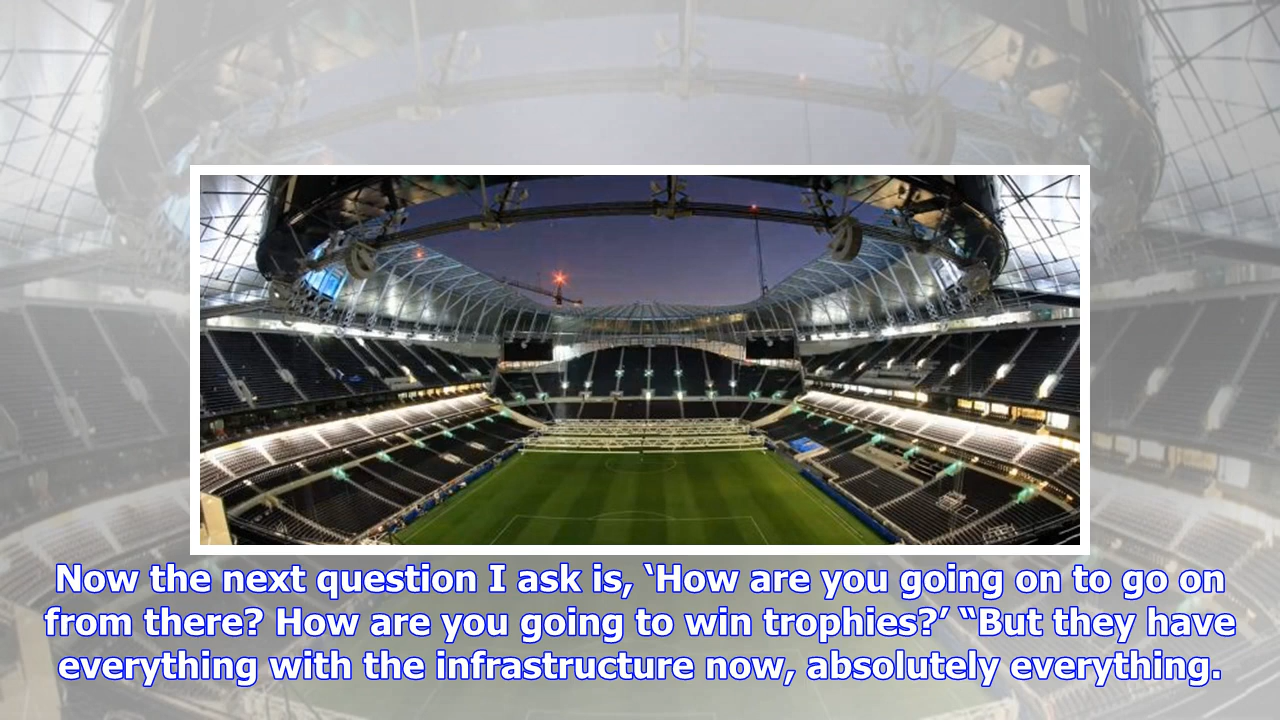 Now the next question I ask is, ‘How are you going on to go on
from there? How are you going to win trophies?’ “But they have
everything with the infrastructure now, absolutely everything.